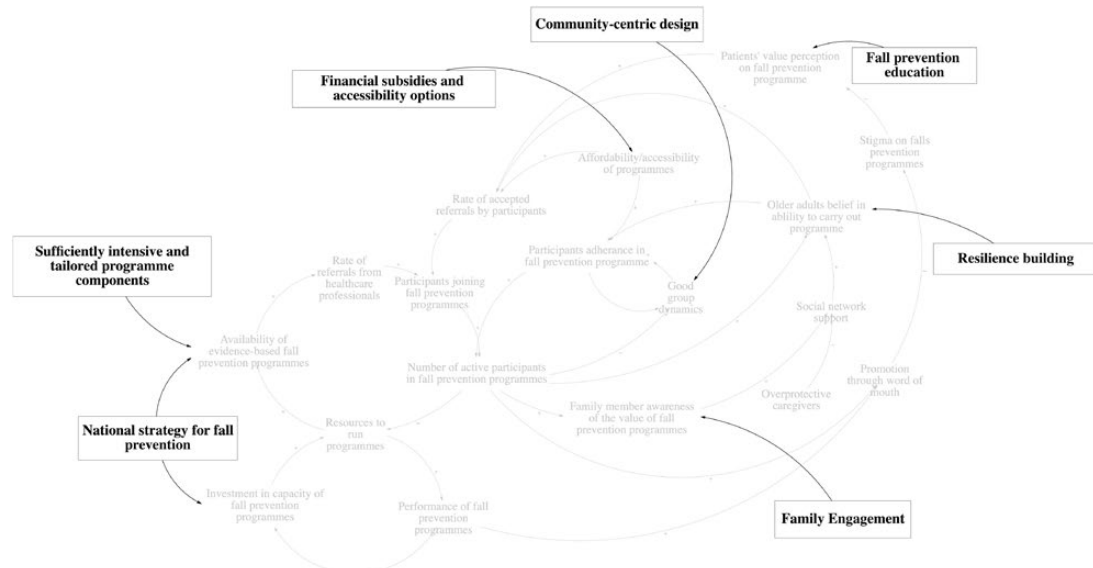 Community-centric design
Patients' value perception
on fall prevention
programme
Fall prevention
education
Financial subsidies and
accessibility options
Stigma on falls
prevention
programmes
Affordability/accessibility
of programmes
Rate of accepted
referrals by participants
Older adults belief in
ablility to carry out
programme
Sufficiently intensive and
tailored programme
components
Participants adherance in
fall prevention programme
Resilience building
Rate of
referrals from
healthcare
professionals
Participants joining
fall prevention
programmes
Good
group
dynamics
Social network
support
Availability of
evidence-based fall
prevention programmes
Number of active participants
in fall prevention programmes
Promotion
through word of
mouth
Overprotective
caregivers
Family member awareness
of the value of fall
prevention programmes
National strategy for fall
prevention
Resources to
run
programmes
Investment in capacity of
fall prevention
programmes
Performance of fall
prevention
programmes
Family Engagement